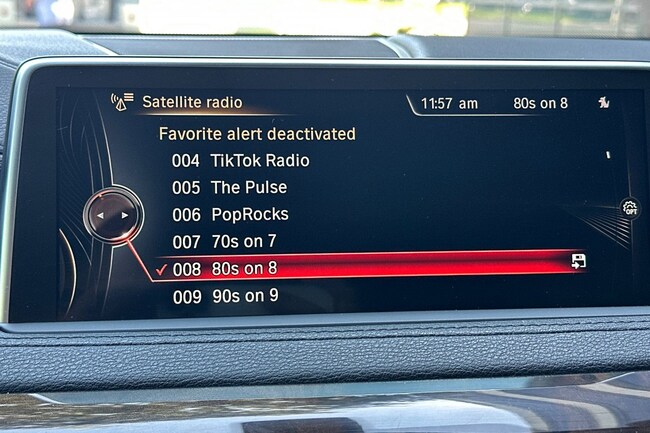 Satellite radio
11:57 am
80s on 8
Favorite alert deactivated
004 TikTok Radio
005 The Pulse
006 PopRocks
007 70s on 7
008 80s on 8
009 90s on 9
OPT